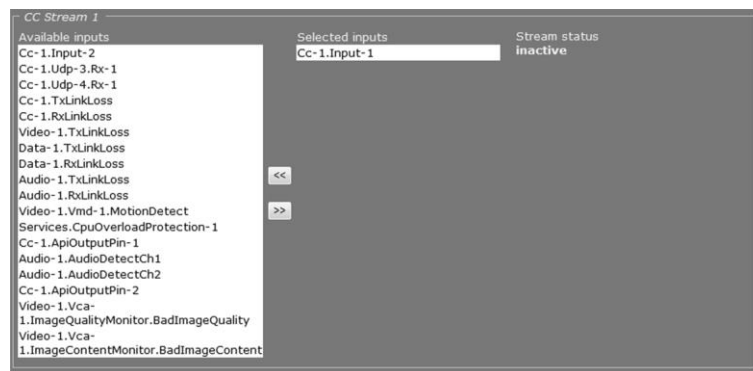 CC Stream 1
Available inputs
Cc-1.Input-2
Cc-1.Udp-3.Rx-1
Cc-1.Udp-4.Rx-1
Cc-1.TxLinkLoss
Cc-1.RxLinkLoss
Video-1.TxLinkLoss
Data-1.TxLinkLoss
Data-1.RxLinkLoss
Audio-1.TxLinkLoss
Audio-1.RxLinkLoss
Video-1.Vmd-1.MotionDetect
Services.CpuOverloadProtection-1
Cc-1.ApiOutputPin-1
Audio-1.AudioDetectCh1
Audio-1.AudioDetectCh2
Cc-1.ApiOutputPin-2
Video-1.Vca-
1.ImageQualityMonitor.BadImageQuality
Video-1.Vca-
1.ImageContentMonitor.BadImageContent
<<
>>
Selected inputs
Cc-1.Input-1
Stream status
inactive